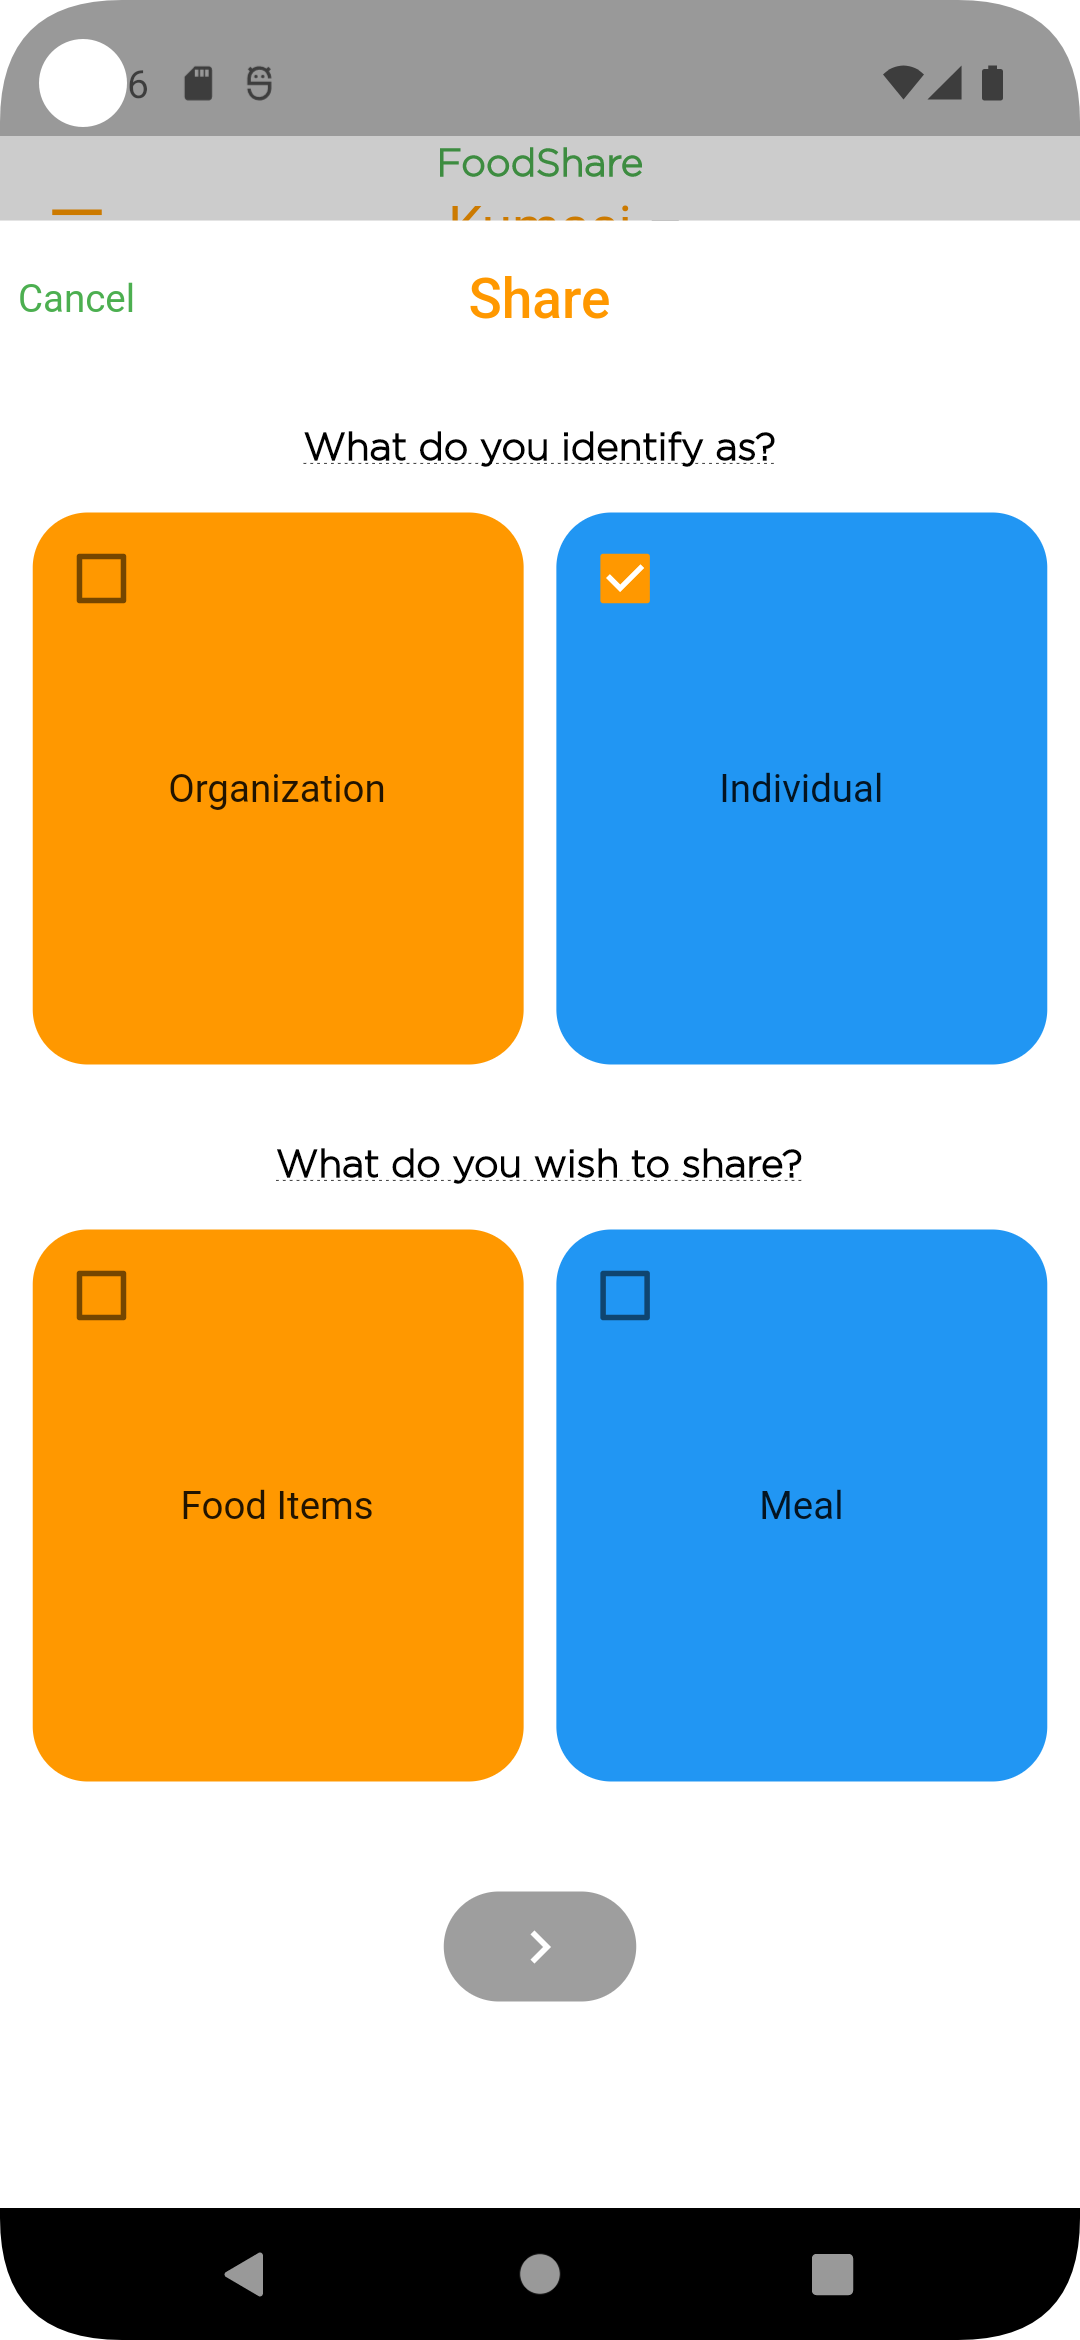 6
FoodShare
Kumasi
Cancel
Share
What do you identify as?
Organization
Individual
What do you wish to share?
Food Items
Meal